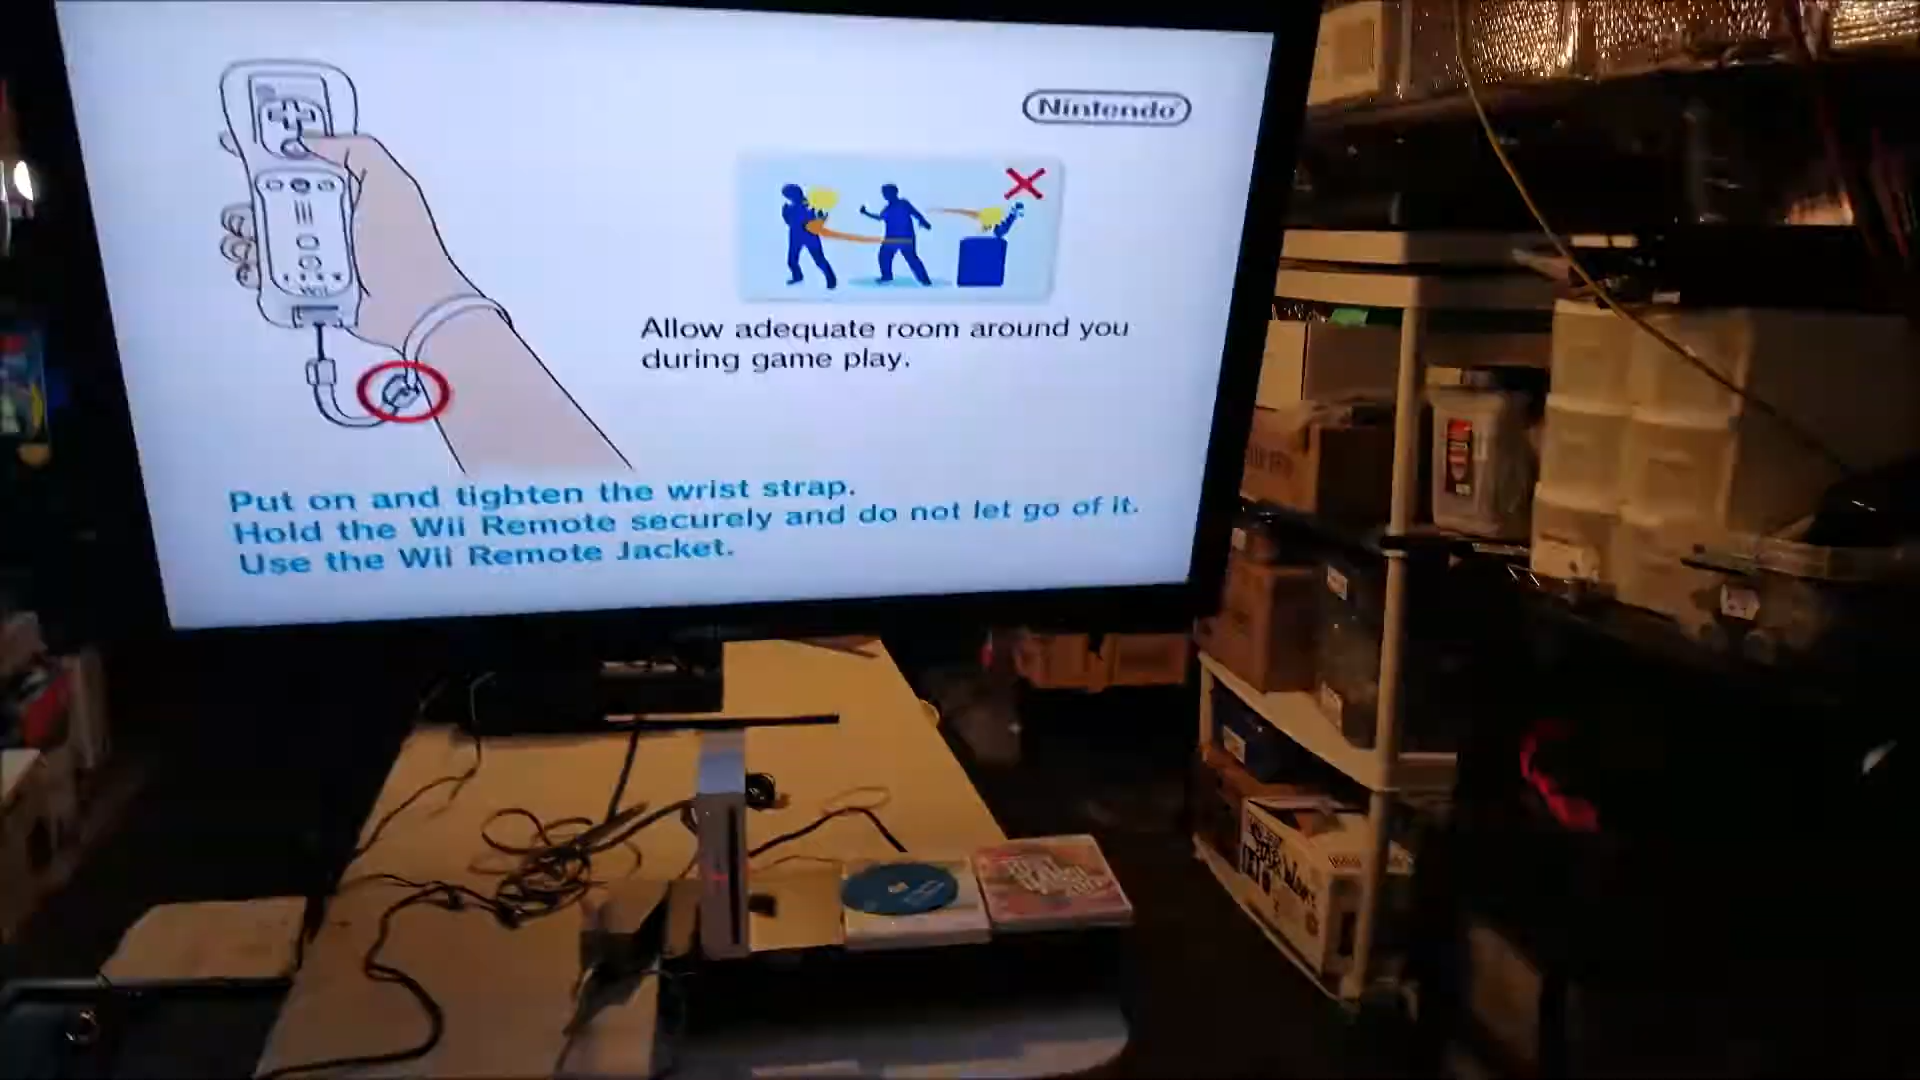 Nintendo
Allow adequate room around you
during game play.
Put on and tighten the wrist strap.
Hold the Wii Remote securely and do not let go of it.
Use the Wii Remote Jacket.